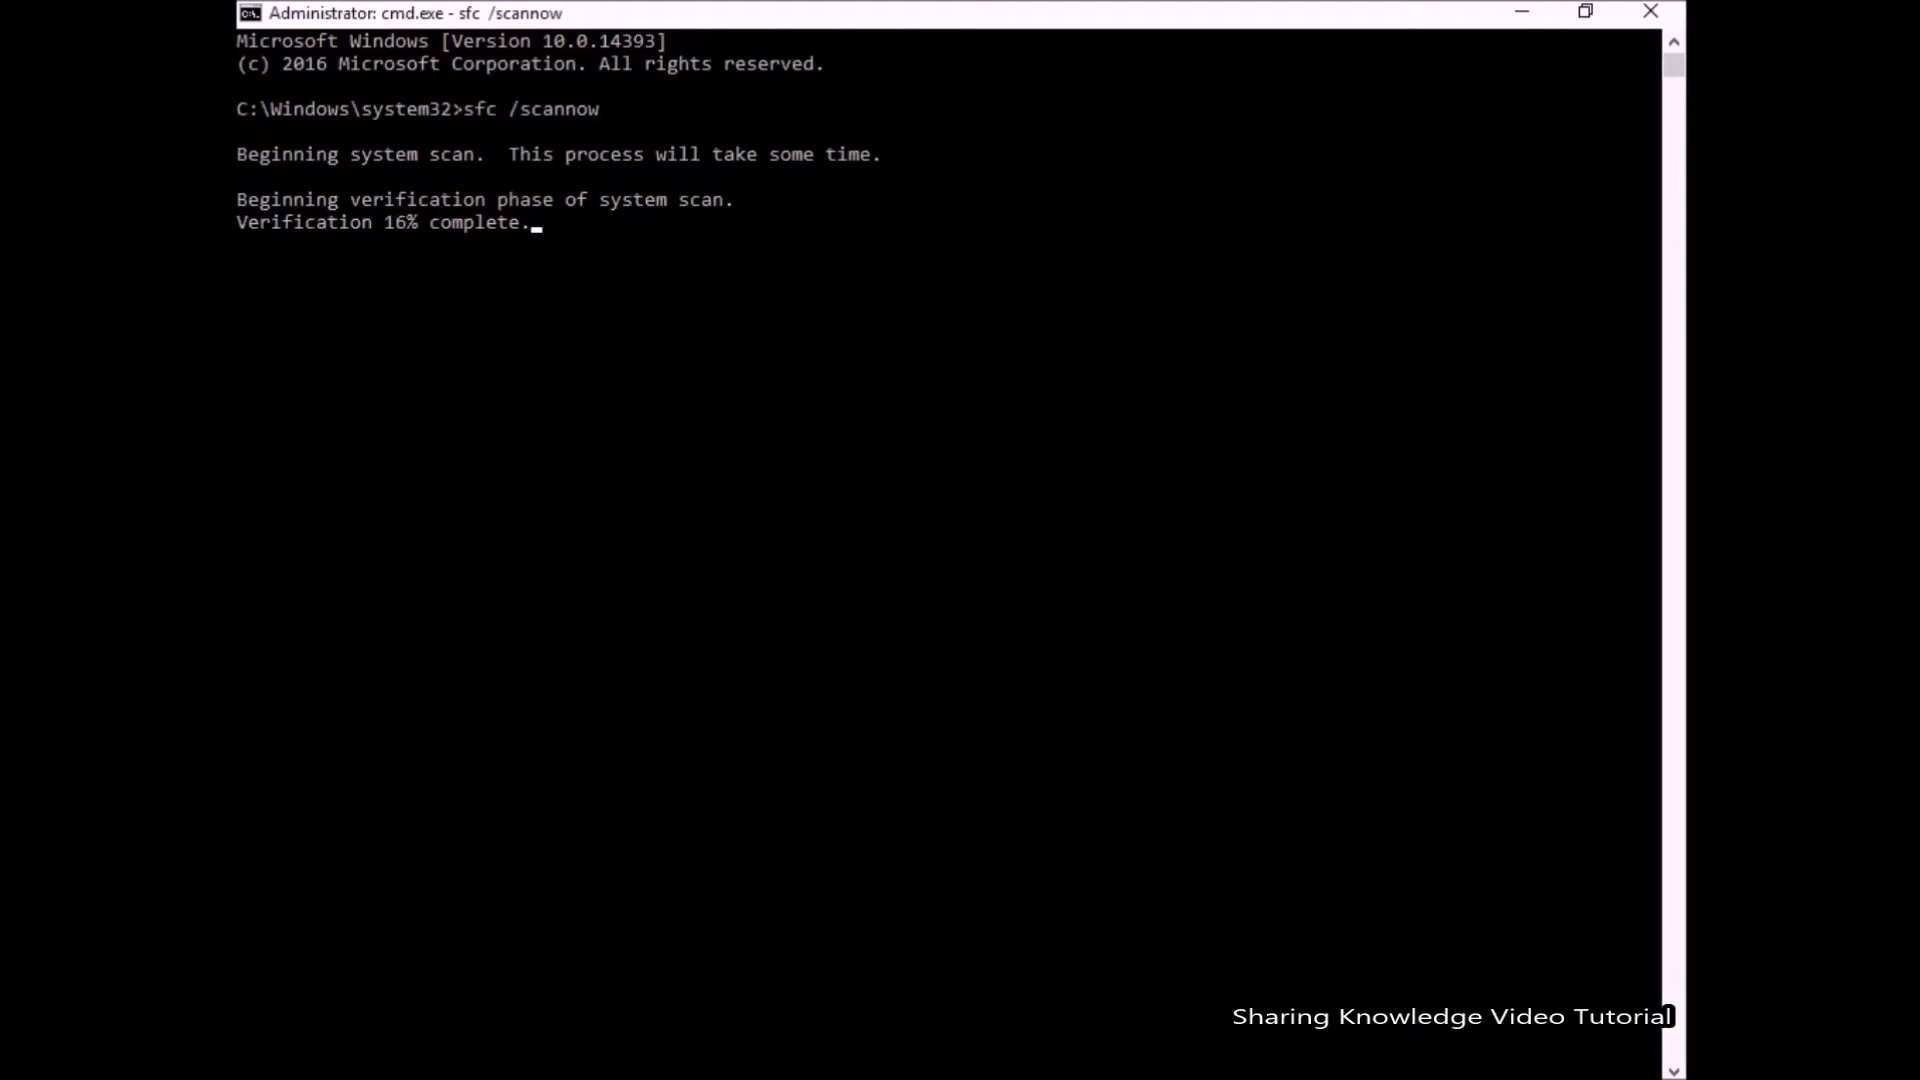 Administrator: cmd.exe - sfc /scannow
Microsoft Windows [Version 10.0.14393]
(c) 2016 Microsoft Corporation. All rights reserved.
C:\Windows\system32>sfc /scannow
Beginning system scan.  This process will take some time.
Beginning verification phase of system scan.
Verification 16% complete.
Sharing Knowledge Video Tutorial